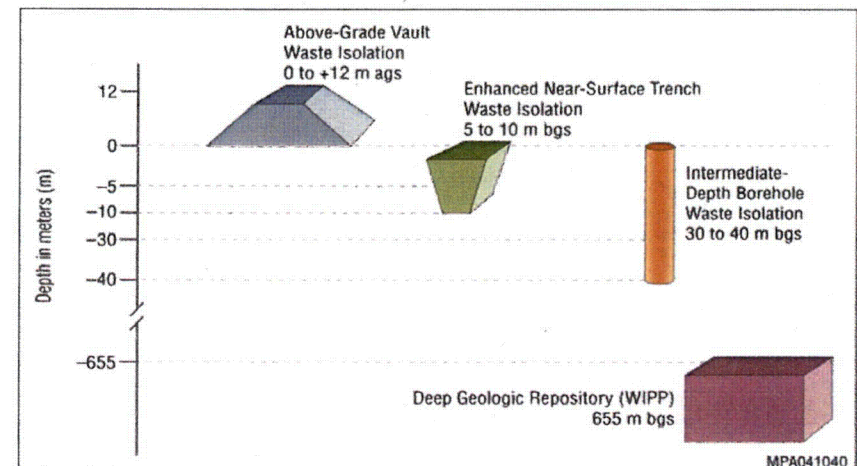 Above-Grade Vault
Waste Isolation
0 to +12 m ags
Enhanced Near-Surface Trench
Waste Isolation
5 to 10 m bgs
Intermediate-
Depth Borehole
Waste Isolation
30 to 40 m bgs
Deep Geologic Repository (WIPP)
655 m bgs
Depth in meters (m)
12
0
–5
–10
–30
–40
–655
MPA041040